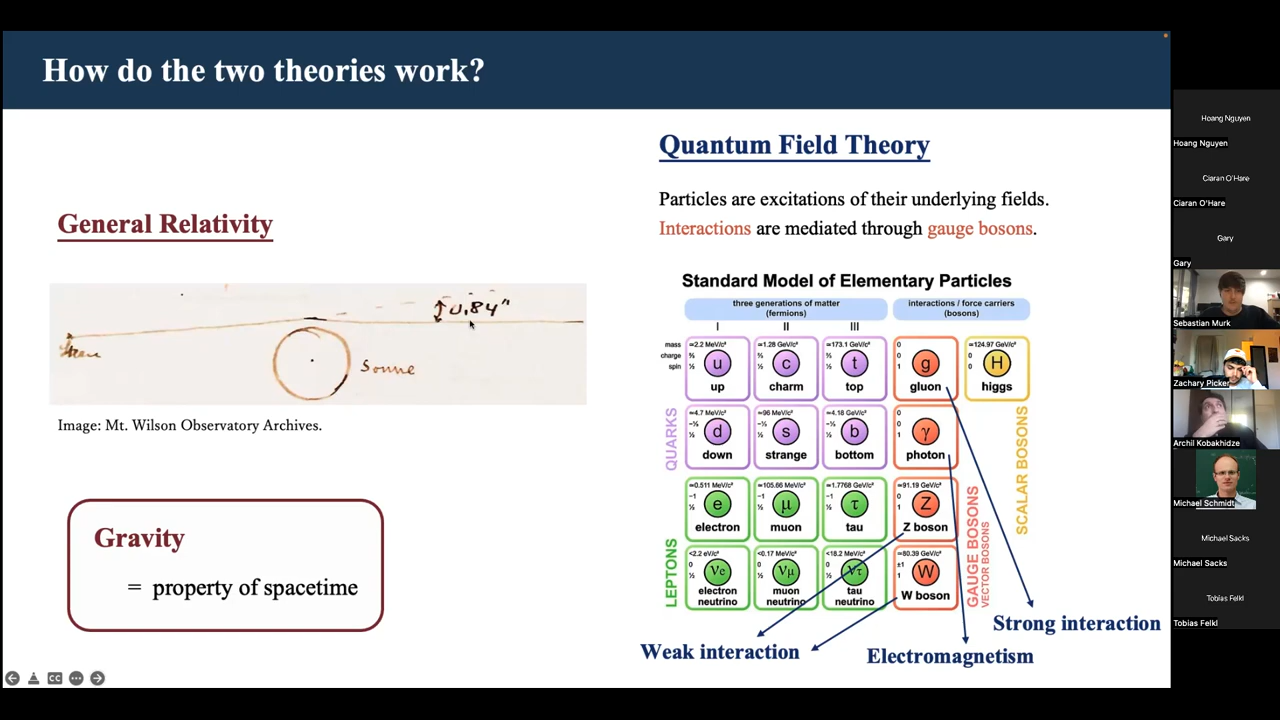 How do the two theories work?
General Relativity
0.84"
Sonne
Image: Mt. Wilson Observatory Archives.
Gravity
= property of spacetime
Quantum Field Theory
Particles are excitations of their underlying fields.
Interactions are mediated through gauge bosons.
Standard Model of Elementary Particles
three generations of matter
(fermions)
interactions / force carriers
(bosons)
I II III
mass
charge
spin
≃2.2 MeV/c²
⅔
½
u
up
≃1.28 GeV/c²
⅔
½
c
charm
≃173.1 GeV/c²
⅔
½
t
top
0
0
1
g
gluon
≃124.97 GeV/c²
0
0
H
higgs
QUARKS
≃4.7 MeV/c²
-⅓
½
d
down
≃96 MeV/c²
-⅓
½
s
strange
≃4.18 GeV/c²
-⅓
½
b
bottom
0
0
1
γ
photon
SCALAR BOSONS
LEPTONS
≃0.511 MeV/c²
-1
½
e
electron
≃105.66 MeV/c²
-1
½
μ
muon
≃1.7768 GeV/c²
-1
½
τ
tau
≃91.19 GeV/c²
0
1
Z
Z boson
<2.2 eV/c²
0
½
νe
electron
neutrino
<0.17 MeV/c²
0
½
νμ
muon
neutrino
<18.2 MeV/c²
0
½
ντ
tau
neutrino
≃80.39 GeV/c²
±1
1
W
W boson
GAUGE BOSONS
VECTOR BOSONS
Strong interaction
Weak interaction
Electromagnetism
CC
Hoang Nguyen
Hoang Nguyen
Ciaran O'Hare
Ciaran O'Hare
Gary
Gary
Sebastian Murk
Zachary Picker
Archil Kobakhidze
Michael Schmidt
Michael Sacks
Michael Sacks
Tobias Felkl
Tobias Felkl